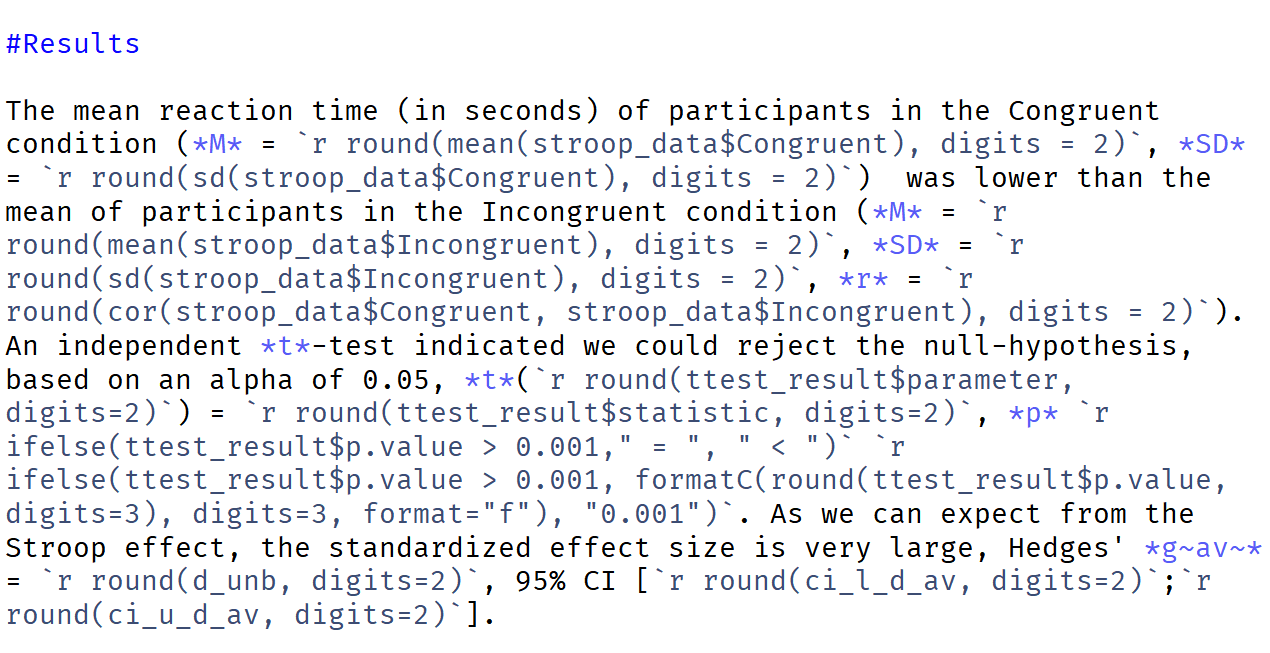 #Results
The mean reaction time (in seconds) of participants in the Congruent
condition (*M* = `r round(mean(stroop_data$Congruent), digits = 2)`, *SD*
= `r round(sd(stroop_data$Congruent), digits = 2)`)  was lower than the
mean of participants in the Incongruent condition (*M* = `r
round(mean(stroop_data$Incongruent), digits = 2)`, *SD* = `r
round(sd(stroop_data$Incongruent), digits = 2)`, *r* = `r
round(cor(stroop_data$Congruent, stroop_data$Incongruent), digits = 2)`).
An independent *t*-test indicated we could reject the null-hypothesis,
based on an alpha of 0.05, *t*(`r round(ttest_result$parameter,
digits=2)`) = `r round(ttest_result$statistic, digits=2)`, *p* `r
ifelse(ttest_result$p.value > 0.001," = ", " < ")` `r
ifelse(ttest_result$p.value > 0.001, formatC(round(ttest_result$p.value,
digits=3), digits=3, format="f"), "0.001")`. As we can expect from the
Stroop effect, the standardized effect size is very large, Hedges' *g~av~*
= `r round(d_unb, digits=2)`, 95% CI [`r round(ci_l_d_av, digits=2)`;`r
round(ci_u_d_av, digits=2)`].